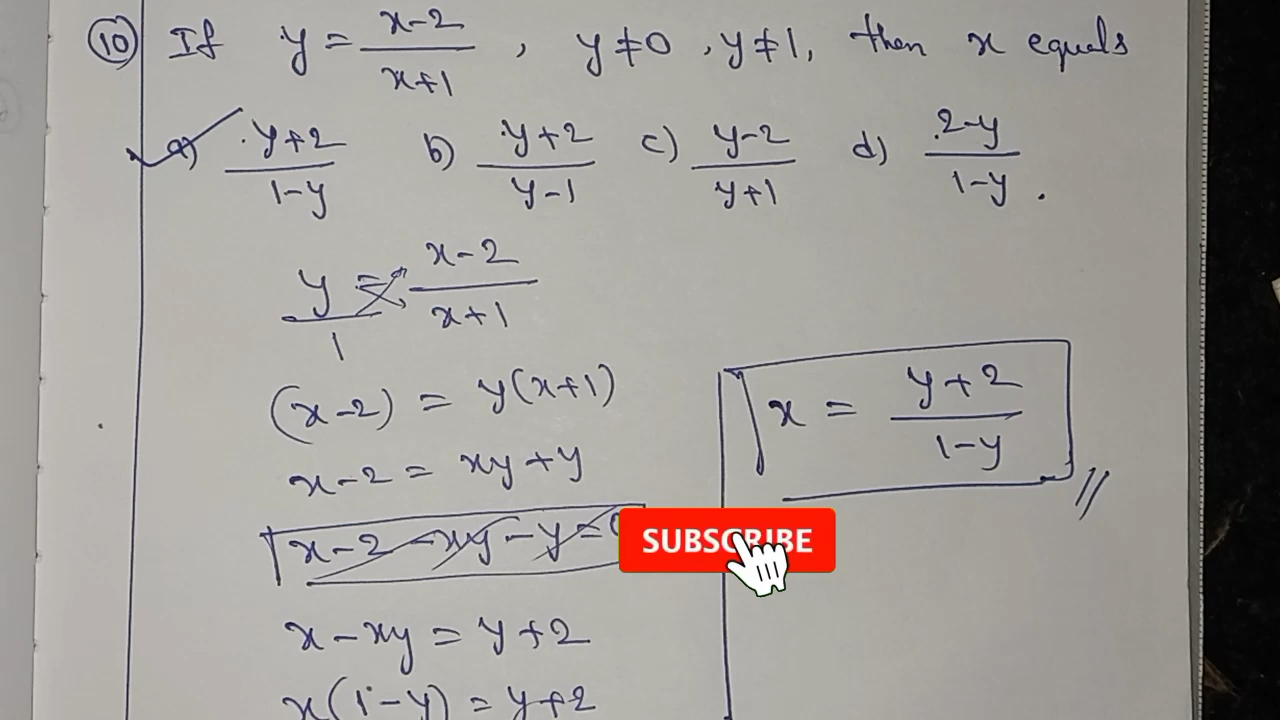 (10) If y = x-2/x+1 , y≠0 , y≠1, then x equals
a) y+2/1-y b) y+2/y-1 c) y-2/y+1 d) 2-y/1-y .
y/1 = x-2/x+1
(x-2) = y(x+1)
x-2 = xy+y
x-2-xy-y=0
x-xy = y+2
x(1-y) = y+2
x = y+2/1-y //
SUBSCRIBE